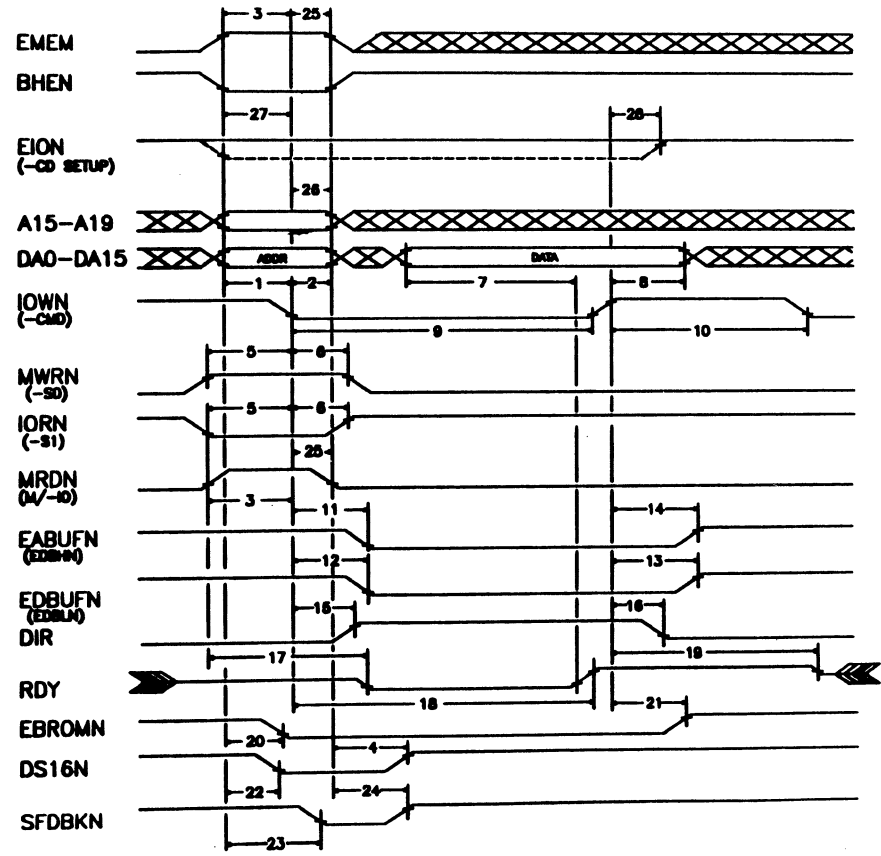 3 25
EMEM
BHEN
27 28
EION
(-CD SETUP)
26
A15-A19
DA0-DA15 ADDR DATA
1 2 7 8
IOWN
(-CMD)
9 10
5 6
MWRN
(-S0)
5 6
IORN
(-S1)
25
MRDN
(M/-IO)
3 11 14
EABUFN
(EDBHN)
12 13
EDBUFN
(EDBLN)
15 16
DIR
17 19
RDY
18 21
EBROMN
20 4
DS16N
22 24
SFDBKN
23